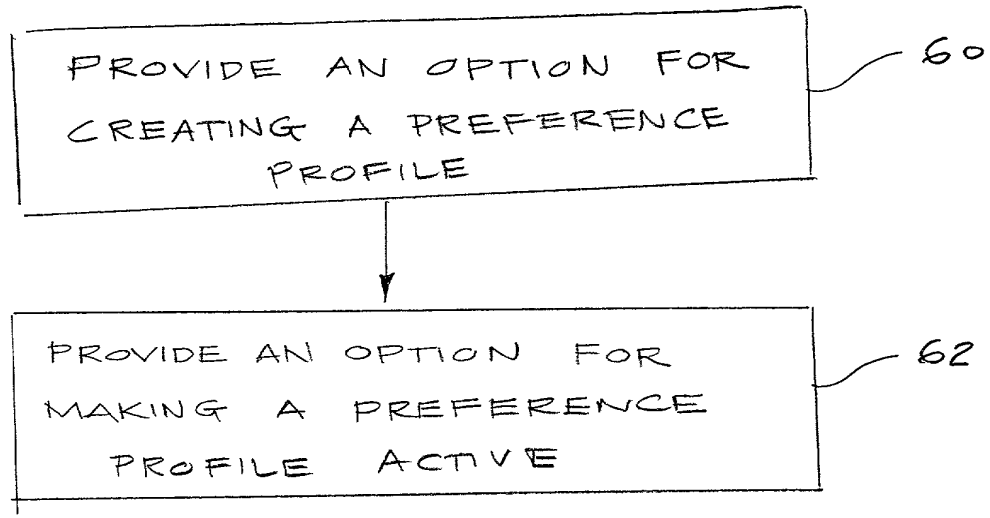 PROVIDE AN OPTION FOR
CREATING A PREFERENCE
PROFILE
60
PROVIDE AN OPTION FOR
MAKING A PREFERENCE
PROFILE ACTIVE
62